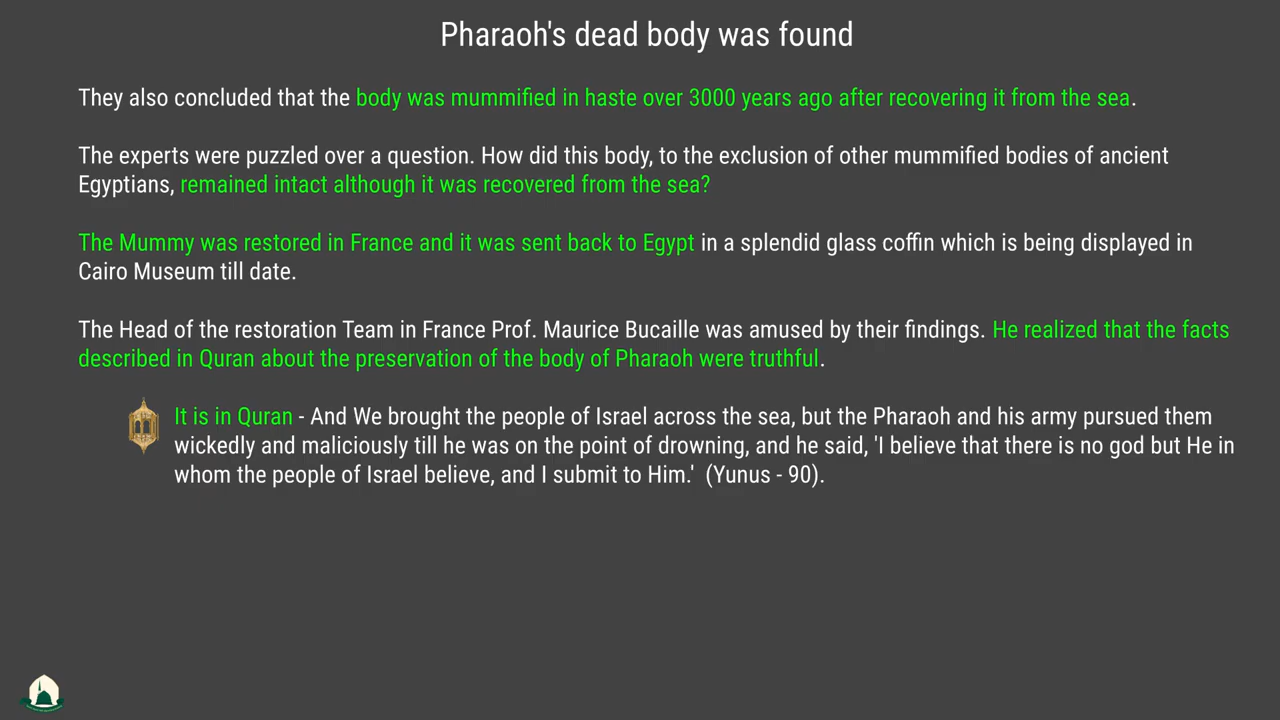 Pharaoh's dead body was found
They also concluded that the body was mummified in haste over 3000 years ago after recovering it from the sea.
The experts were puzzled over a question. How did this body, to the exclusion of other mummified bodies of ancient
Egyptians, remained intact although it was recovered from the sea?
The Mummy was restored in France and it was sent back to Egypt in a splendid glass coffin which is being displayed in
Cairo Museum till date.
The Head of the restoration Team in France Prof. Maurice Bucaille was amused by their findings. He realized that the facts
described in Quran about the preservation of the body of Pharaoh were truthful.
It is in Quran - And We brought the people of Israel across the sea, but the Pharaoh and his army pursued them
wickedly and maliciously till he was on the point of drowning, and he said, 'I believe that there is no god but He in
whom the people of Israel believe, and I submit to Him.' (Yunus - 90).